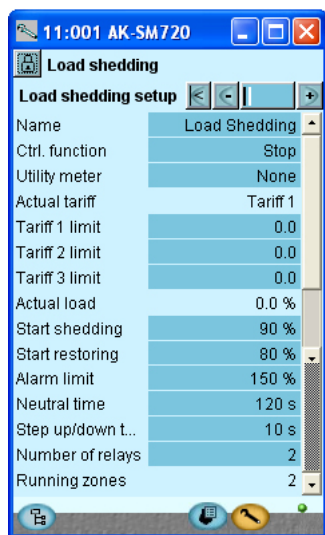 11:001 AK-SM720
Load shedding
Load shedding setup
Name Load Shedding
Ctrl. function Stop
Utility meter None
Actual tariff Tariff 1
Tariff 1 limit 0.0
Tariff 2 limit 0.0
Tariff 3 limit 0.0
Actual load 0.0 %
Start shedding 90 %
Start restoring 80 %
Alarm limit 150 %
Neutral time 120 s
Step up/down t... 10 s
Number of relays 2
Running zones 2